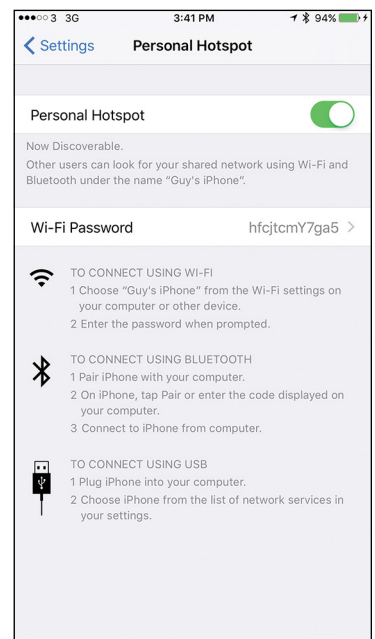 3 3G 3:41 PM 94%
Settings Personal Hotspot
Personal Hotspot
Now Discoverable.
Other users can look for your shared network using Wi-Fi and
Bluetooth under the name “Guy's iPhone”.
Wi-Fi Password hfcjtcmY7ga5
TO CONNECT USING WI-FI
1 Choose “Guy's iPhone” from the Wi-Fi settings on
your computer or other device.
2 Enter the password when prompted.
TO CONNECT USING BLUETOOTH
1 Pair iPhone with your computer.
2 On iPhone, tap Pair or enter the code displayed on
your computer.
3 Connect to iPhone from computer.
TO CONNECT USING USB
1 Plug iPhone into your computer.
2 Choose iPhone from the list of network services in
your settings.